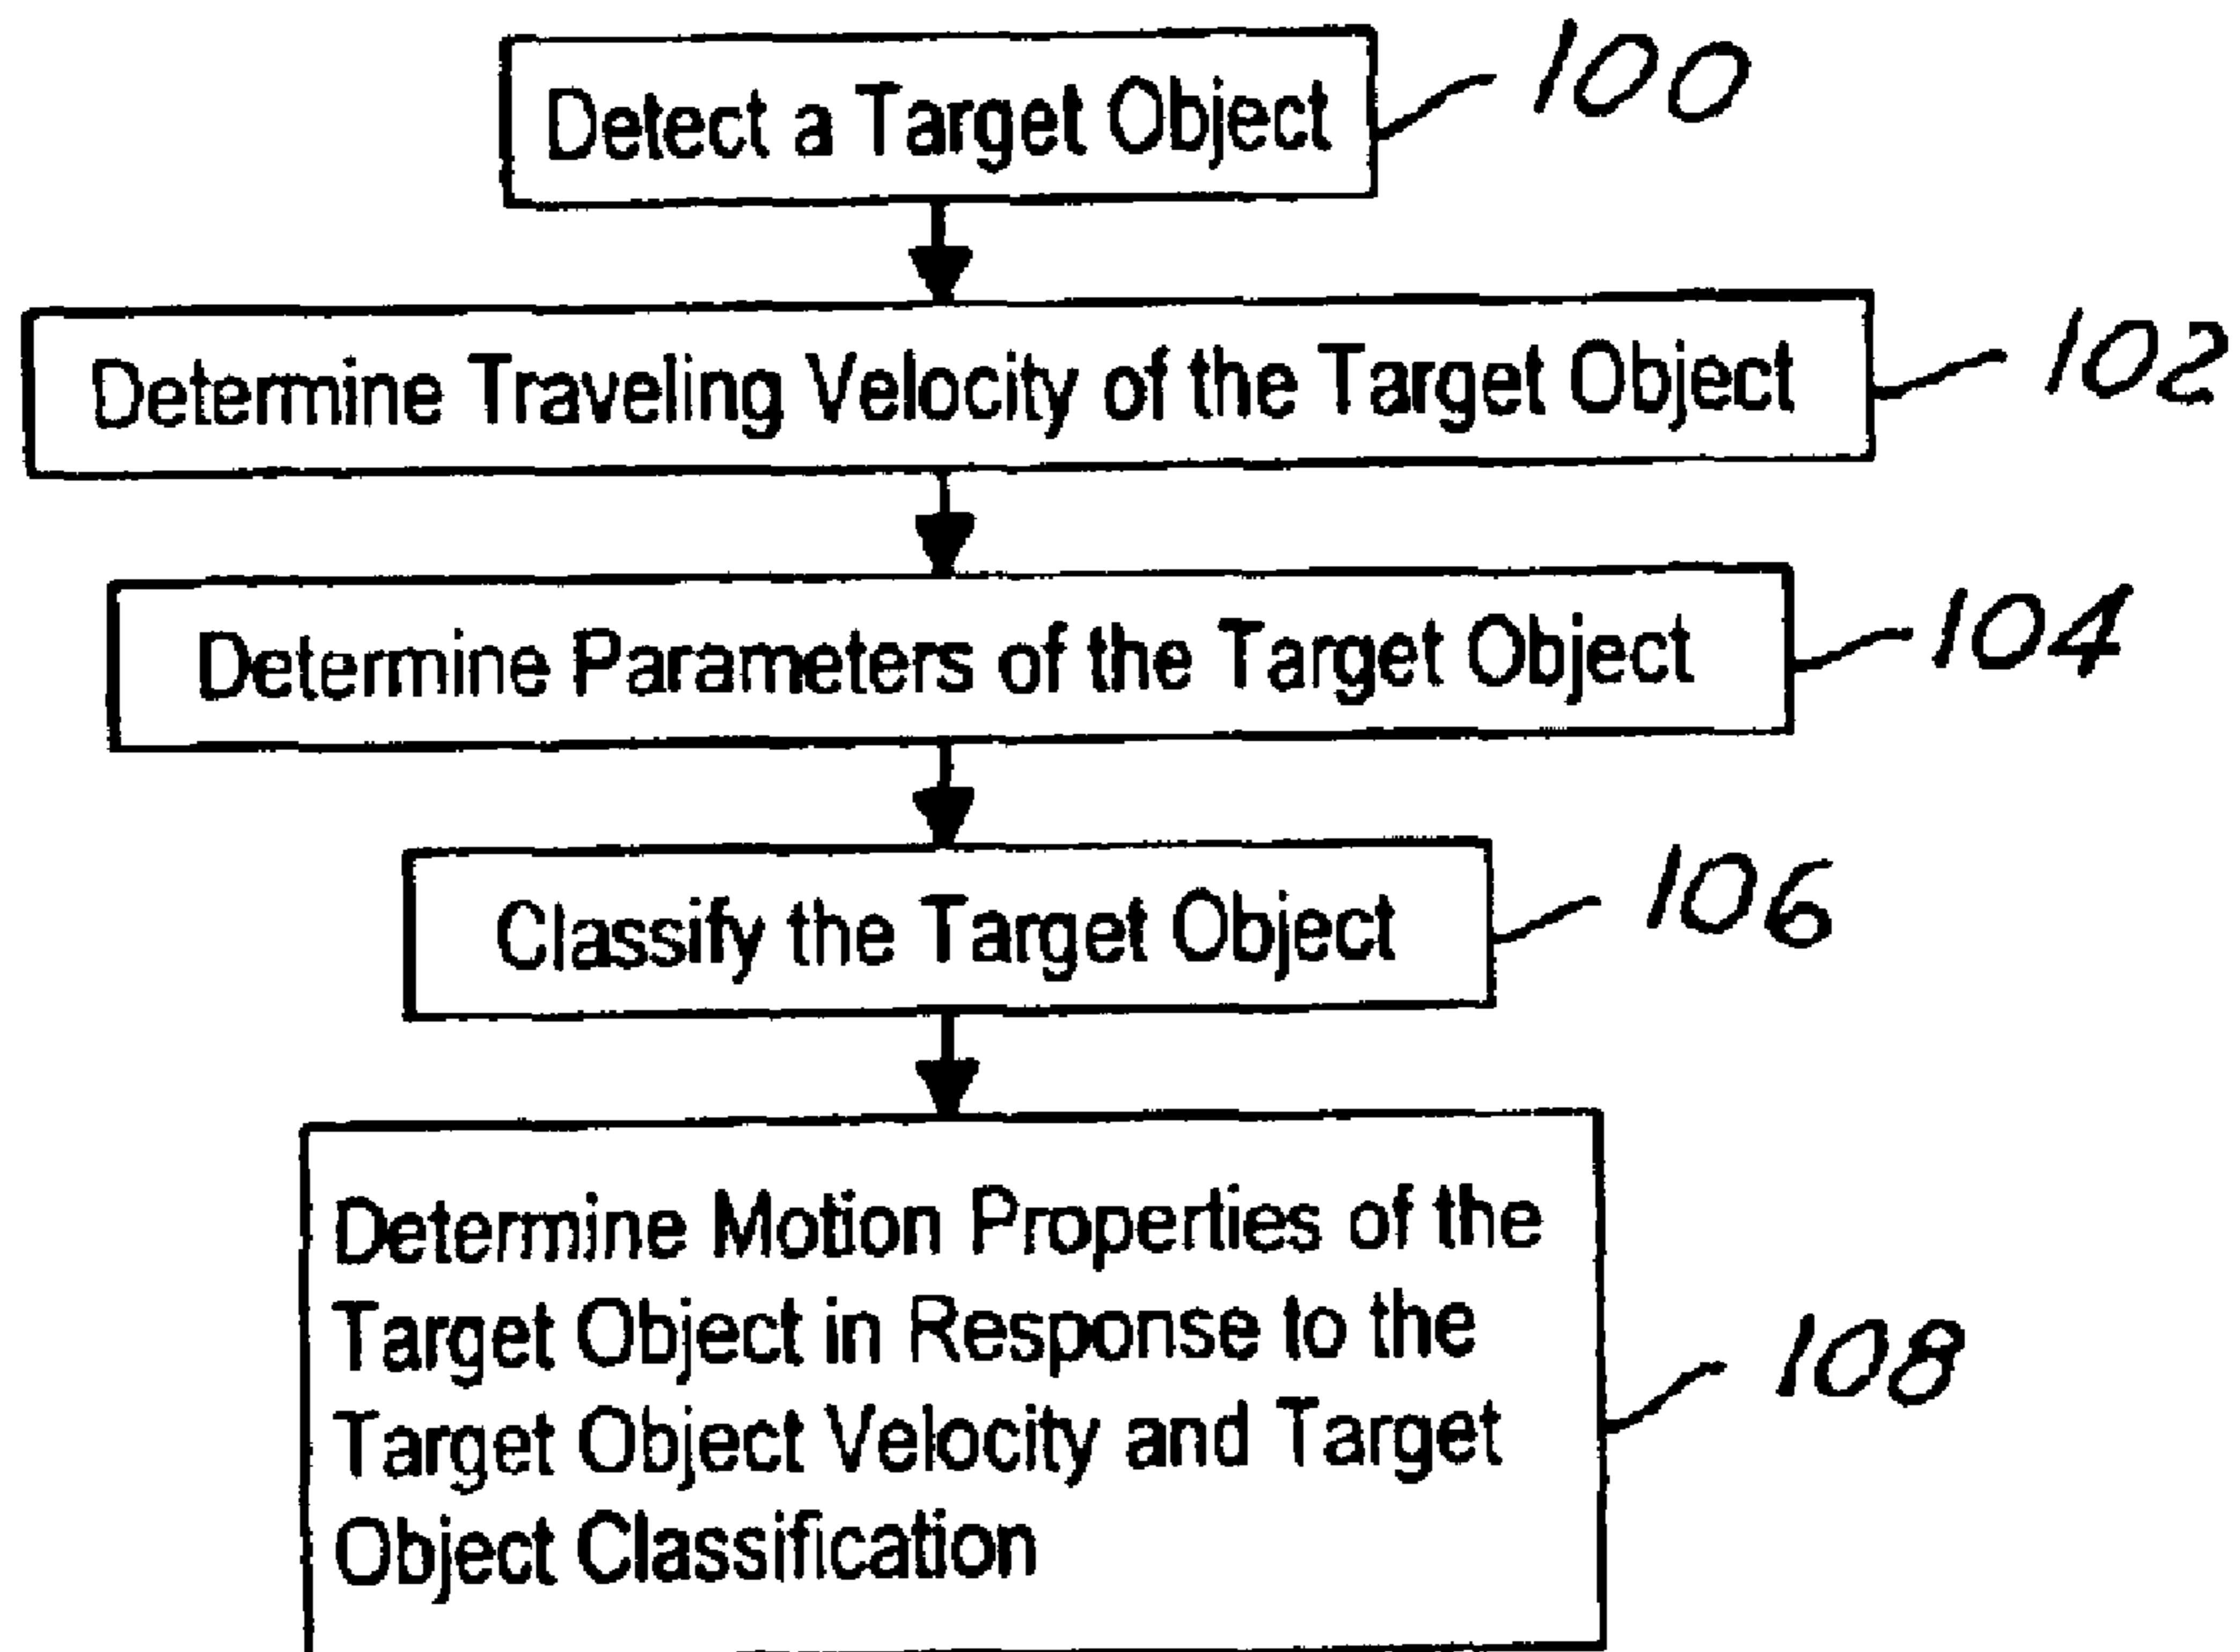 Detect a Target Object
100
Determine Traveling Velocity of the Target Object
102
Determine Parameters of the Target Object
104
Classify the Target Object
106
Determine Motion Properties of the
Target Object in Response to the
Target Object Velocity and Target
Object Classification
108